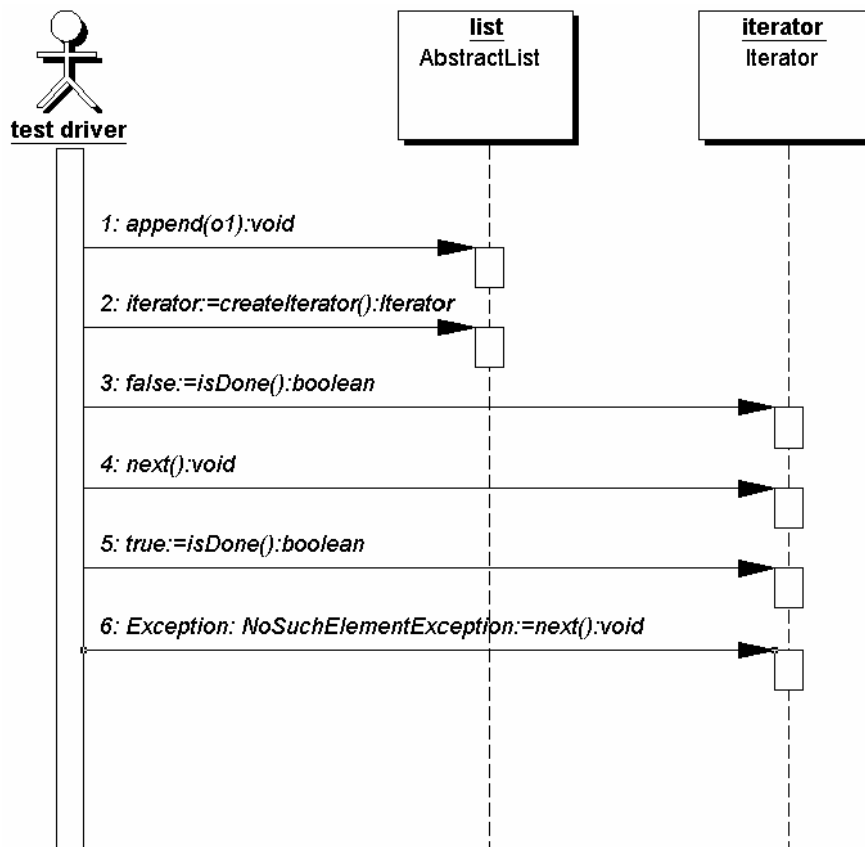 list
AbstractList
iterator
Iterator
test driver
1: append(o1):void
2: iterator:=createIterator():Iterator
3: false:=isDone():boolean
4: next():void
5: true:=isDone():boolean
6: Exception: NoSuchElementException:=next():void